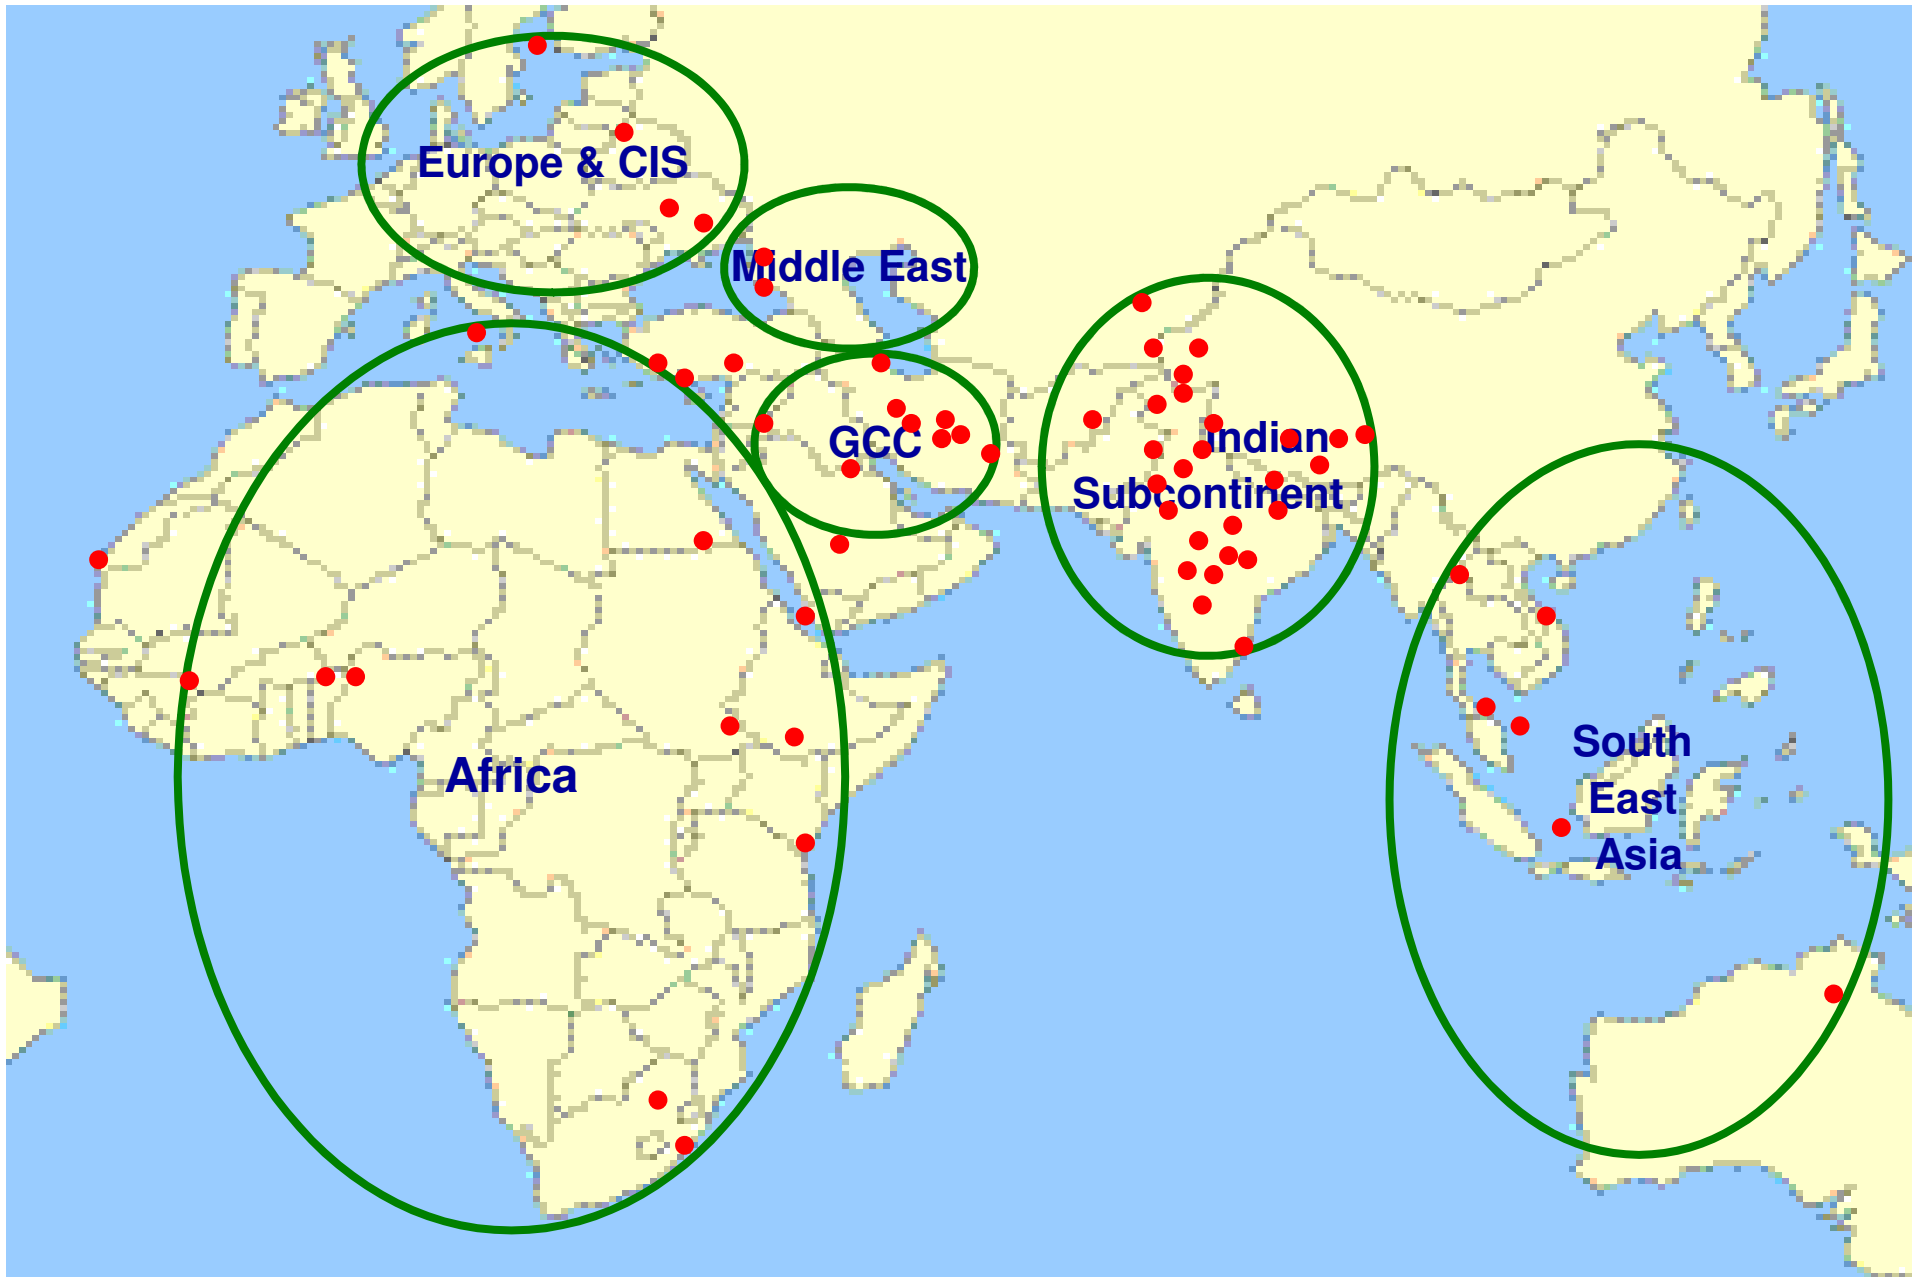 Europe & CIS
Middle East
GCC
Indian
Subcontinent
Africa
South
East
Asia